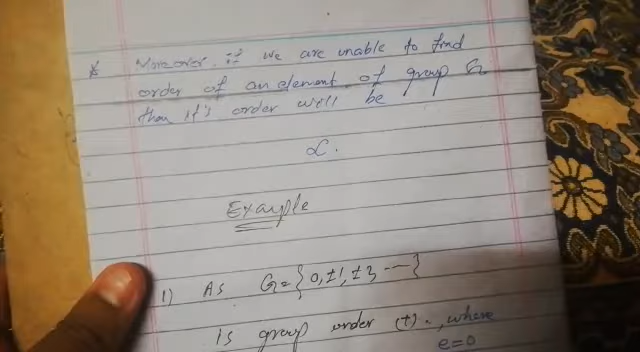 * Moreover. if we are unable to find
order of an element of group G
then it's order will be
∝.
Example
1) As G={0,±1,±2, ---}
is group order (+)., where
e=0